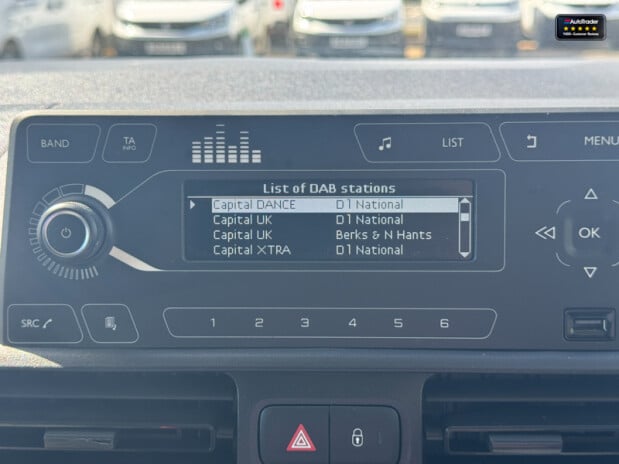 AutoTrader
BAND
TA
INFO
LIST
MENU
List of DAB stations
Capital DANCE D1 National
Capital UK D1 National
Capital UK Berks & N Hants
Capital XTRA D1 National
OK
SRC
1 2 3 4 5 6